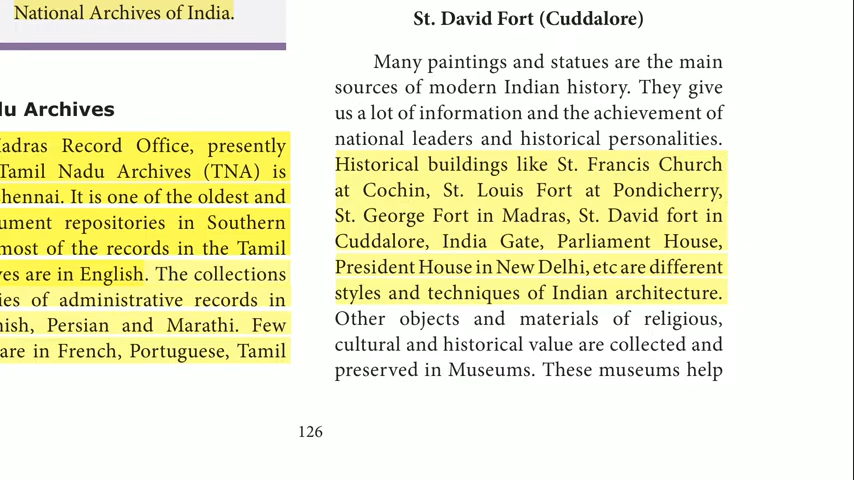 National Archives of India.
du Archives
adras Record Office, presently
Tamil Nadu Archives (TNA) is
hennai. It is one of the oldest and
ument repositories in Southern
most of the records in the Tamil
ves are in English. The collections
ies of administrative records in
nish, Persian and Marathi. Few
are in French, Portuguese, Tamil
St. David Fort (Cuddalore)
Many paintings and statues are the main
sources of modern Indian history. They give
us a lot of information and the achievement of
national leaders and historical personalities.
Historical buildings like St. Francis Church
at Cochin, St. Louis Fort at Pondicherry,
St. George Fort in Madras, St. David fort in
Cuddalore, India Gate, Parliament House,
President House in New Delhi, etc are different
styles and techniques of Indian architecture.
Other objects and materials of religious,
cultural and historical value are collected and
preserved in Museums. These museums help
126